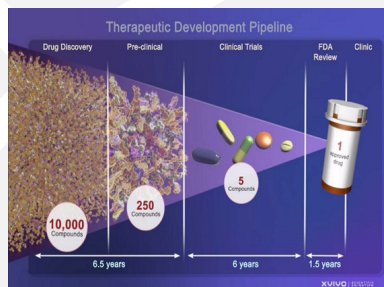 Therapeutic Development Pipeline
Drug Discovery
Pre-clinical
Clinical Trials
FDA
Review
Clinic
10,000
Compounds
250
Compounds
5
Compounds
1
Approved
drug
6.5 years
6 years
1.5 years
XVIVO